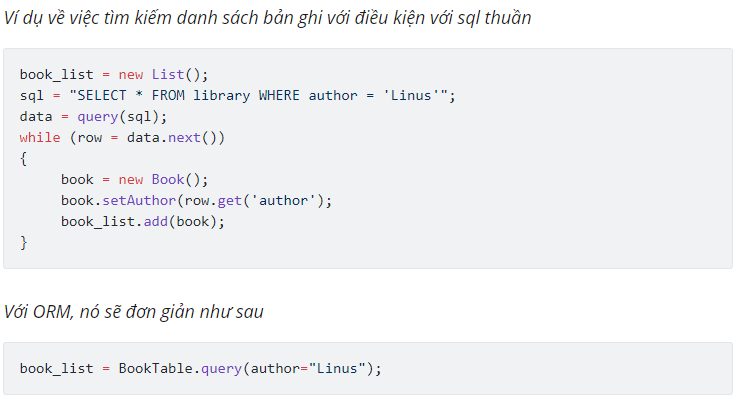 Ví dụ về việc tìm kiếm danh sách bản ghi với điều kiện với sql thuần
book_list = new List();
sql = "SELECT * FROM library WHERE author = 'Linus'";
data = query(sql);
while (row = data.next())
{
     book = new Book();
     book.setAuthor(row.get('author');
     book_list.add(book);
}
Với ORM, nó sẽ đơn giản như sau
book_list = BookTable.query(author="Linus");